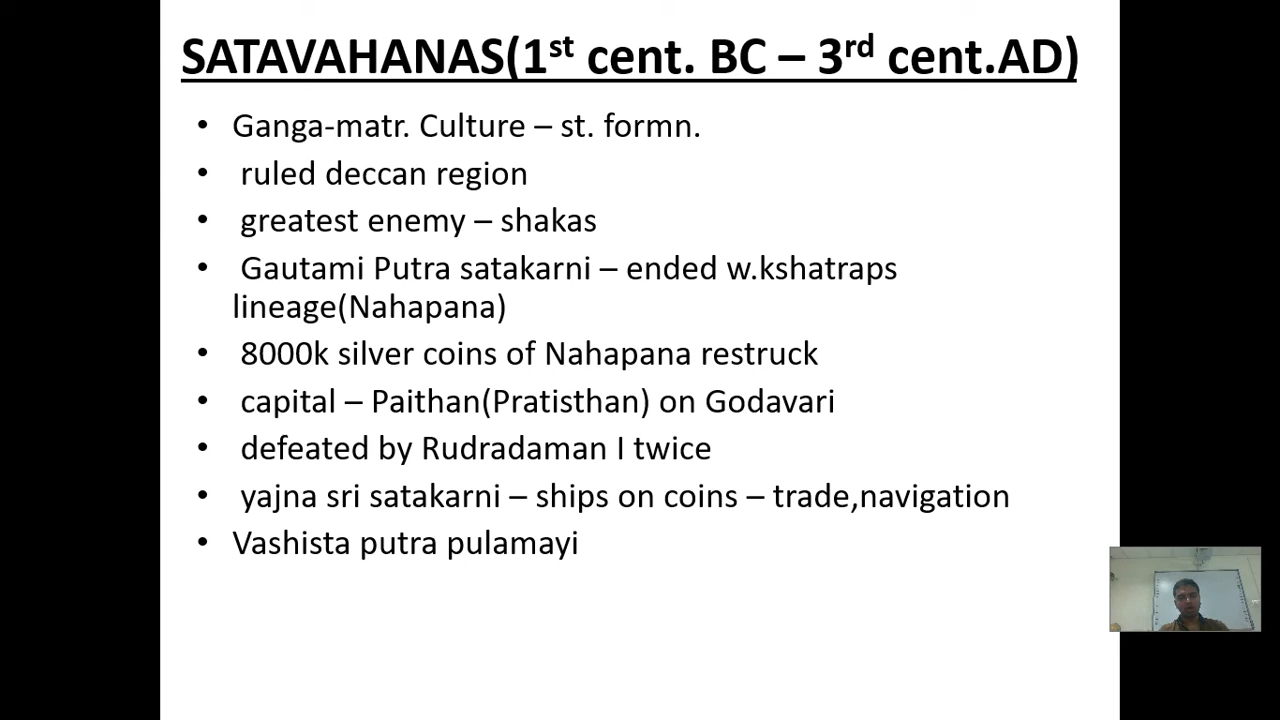 SATAVAHANAS(1st cent. BC – 3rd cent.AD)
• Ganga-matr. Culture – st. formn.
• ruled deccan region
• greatest enemy – shakas
• Gautami Putra satakarni – ended w.kshatraps
lineage(Nahapana)
• 8000k silver coins of Nahapana restruck
• capital – Paithan(Pratisthan) on Godavari
• defeated by Rudradaman I twice
• yajna sri satakarni – ships on coins – trade,navigation
• Vashista putra pulamayi